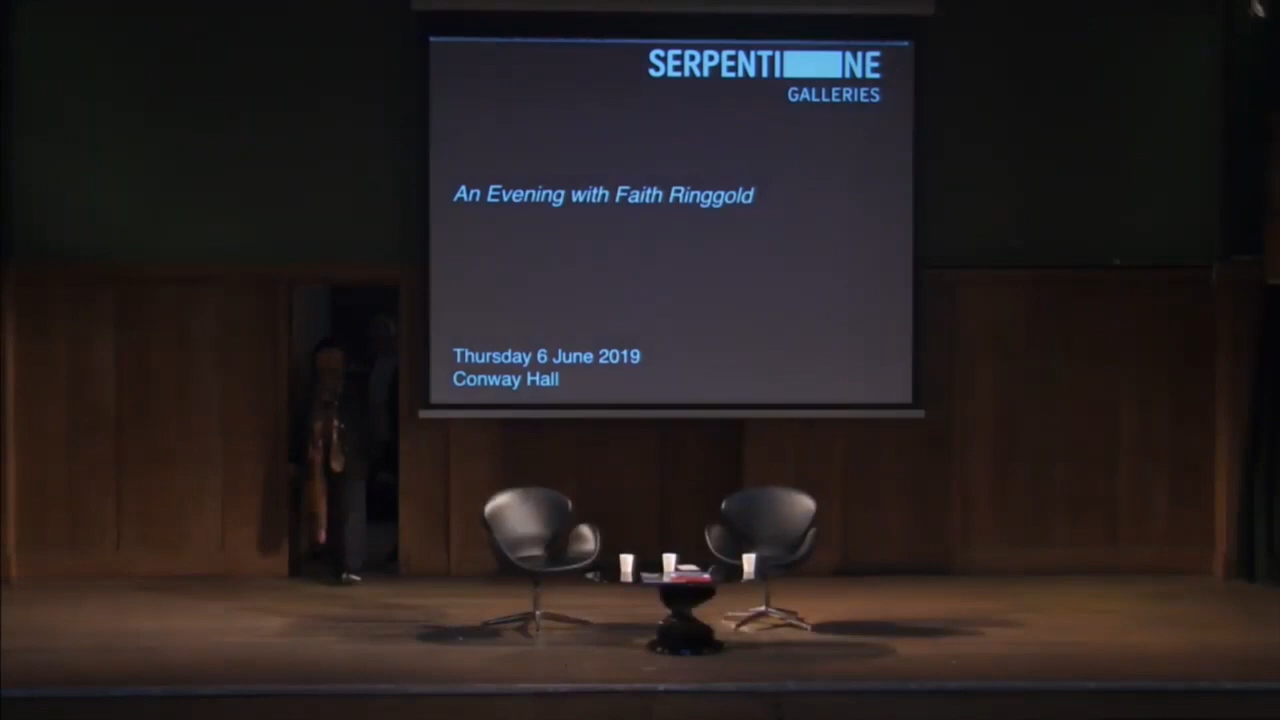 SERPENTINE
GALLERIES
An Evening with Faith Ringgold
Thursday 6 June 2019
Conway Hall